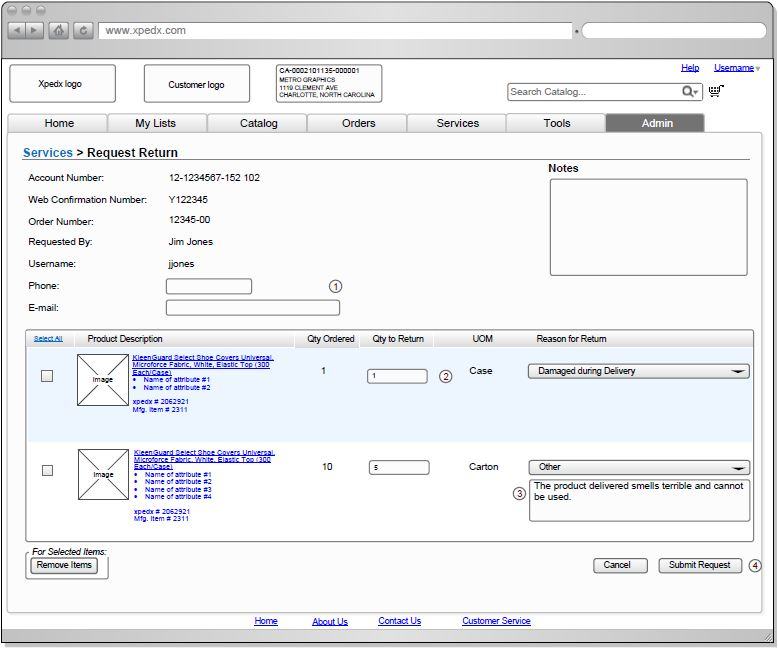 www.xpedx.com
Xpedx logo
Customer logo
CA-0002101135-000001
METRO GRAPHICS
1119 CLEMENT AVE
CHARLOTTE, NORTH CAROLINA
Help Username
Search Catalog...
Home My Lists Catalog Orders Services Tools Admin
Services > Request Return
Account Number: 12-1234567-152 102
Web Confirmation Number: Y122345
Order Number: 12345-00
Requested By: Jim Jones
Username: jjones
Phone: 1
E-mail:
Notes
Select All Product Description Qty Ordered Qty to Return UOM Reason for Return
Image
KleenGuard Select Shoe Covers Universal,
Microforce Fabric, White, Elastic Top (300
Each/Case)
• Name of attribute #1
• Name of attribute #2
xpedx # 2062921
Mfg. Item # 2311
1 1 2 Case Damaged during Delivery
Image
KleenGuard Select Shoe Covers Universal,
Microforce Fabric, White, Elastic Top (300
Each/Case)
• Name of attribute #1
• Name of attribute #2
• Name of attribute #3
• Name of attribute #4
xpedx # 2062921
Mfg. Item # 2311
10 5 Carton Other
3 The product delivered smells terrible and cannot
be used.
For Selected Items:
Remove Items
Cancel Submit Request 4
Home About Us Contact Us Customer Service